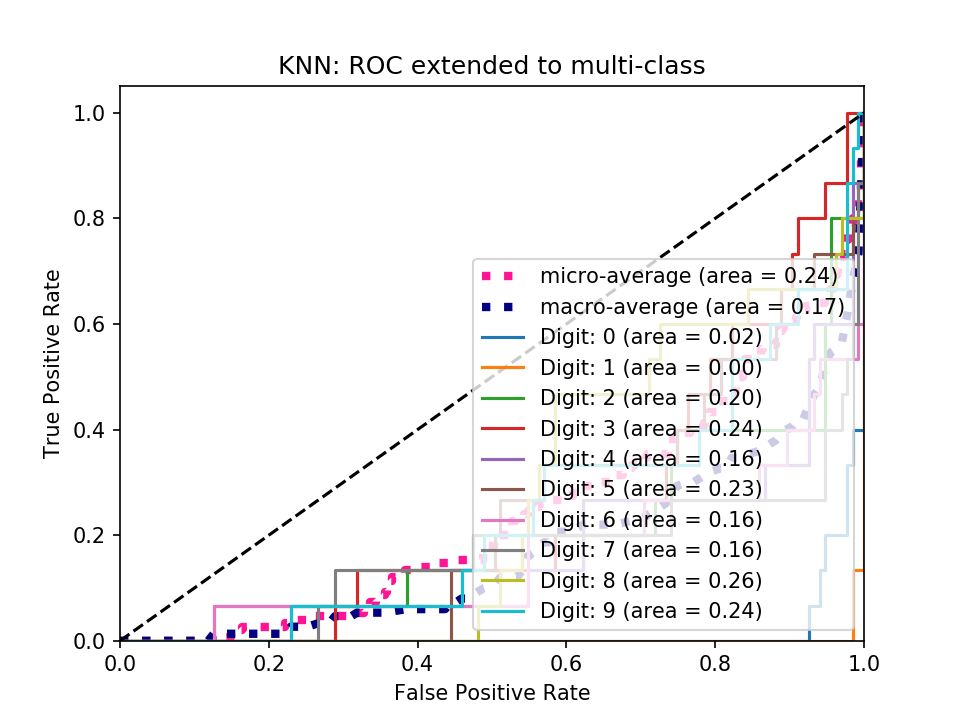 KNN: ROC extended to multi-class
True Positive Rate
1.0
0.8
0.6
0.4
0.2
0.0
micro-average (area = 0.24)
macro-average (area = 0.17)
Digit: 0 (area = 0.02)
Digit: 1 (area = 0.00)
Digit: 2 (area = 0.20)
Digit: 3 (area = 0.24)
Digit: 4 (area = 0.16)
Digit: 5 (area = 0.23)
Digit: 6 (area = 0.16)
Digit: 7 (area = 0.16)
Digit: 8 (area = 0.26)
Digit: 9 (area = 0.24)
0.0 0.2 0.4 0.6 0.8 1.0
False Positive Rate